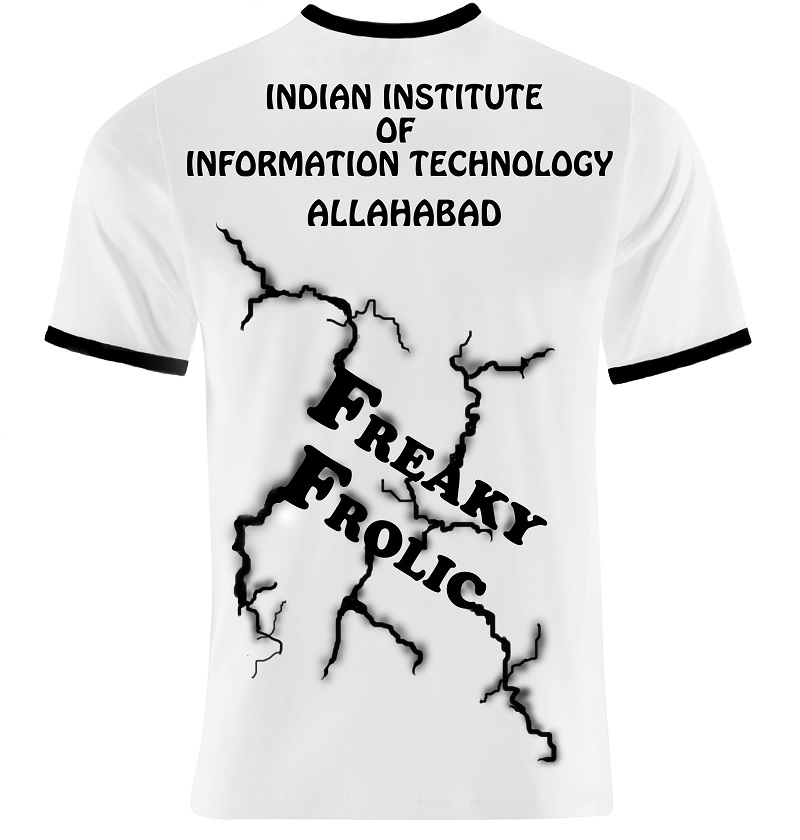 INDIAN INSTITUTE
OF
INFORMATION TECHNOLOGY
ALLAHABAD
FREAKY
FROLIC